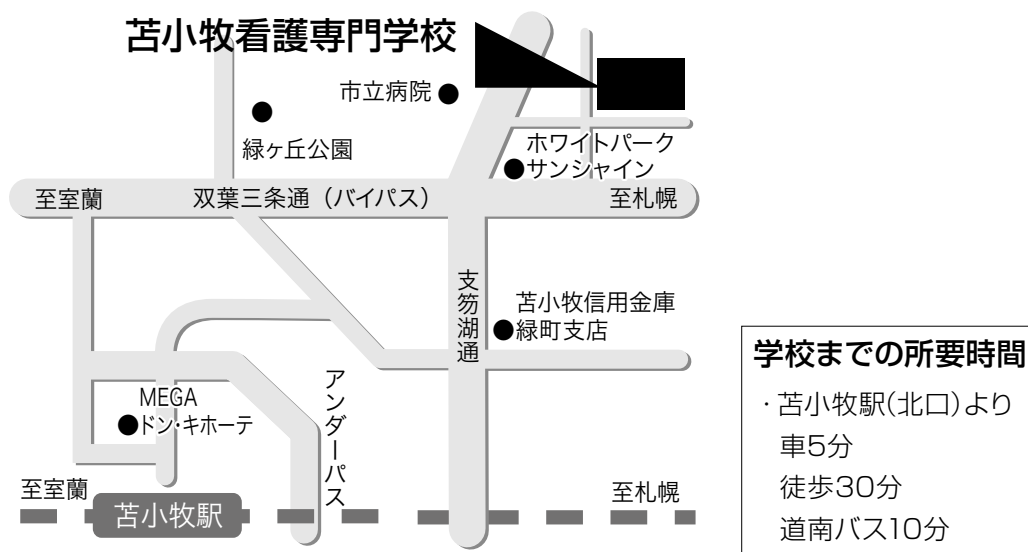 苫小牧看護専門学校
市立病院
緑ヶ丘公園
ホワイトパーク
サンシャイン
至室蘭
双葉三条通（バイパス）
至札幌
支笏湖通
苫小牧信用金庫
緑町支店
アンダーパス
MEGA
ドン・キホーテ
至室蘭
苫小牧駅
至札幌
学校までの所要時間
・苫小牧駅(北口)より
車5分
徒歩30分
道南バス10分